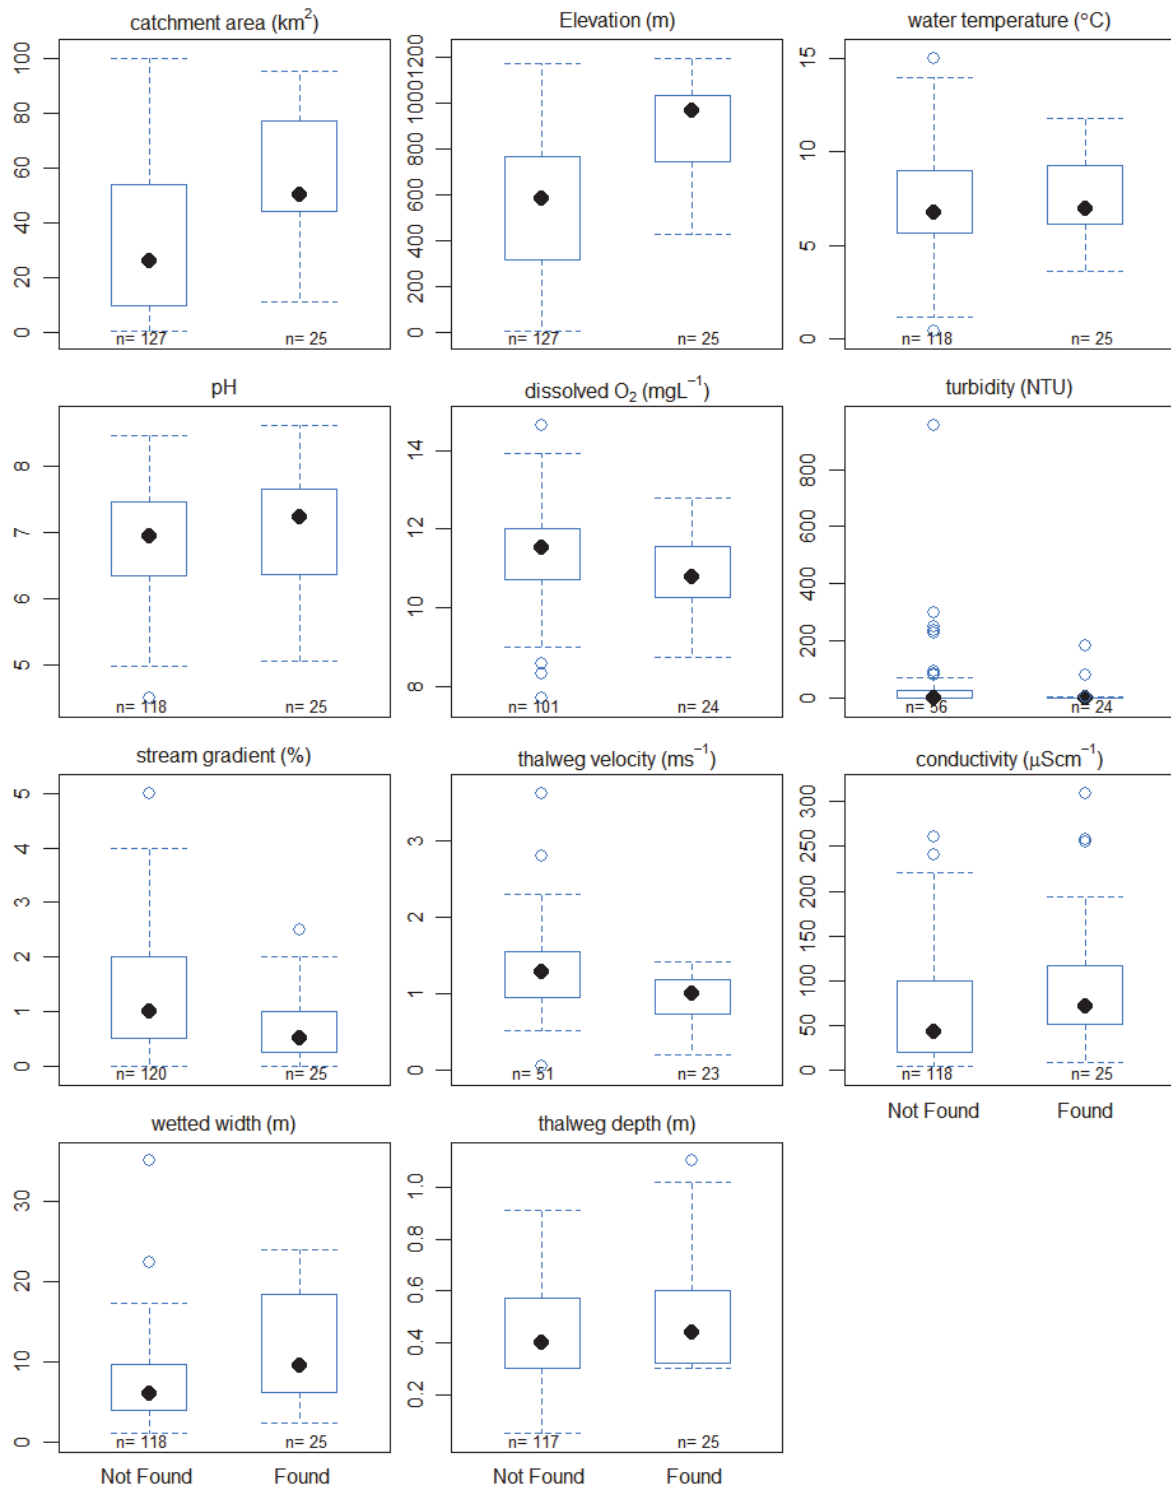 catchment area (km²)
Elevation (m)
water temperature (°C)
0 20 40 60 80 100
n= 127
n= 25
0 200 400 600 800 1000 1200
n= 127
n= 25
0 5 10 15
n= 118
n= 25
pH
dissolved O₂ (mgL⁻¹)
turbidity (NTU)
5 6 7 8
n= 118
n= 25
8 10 12 14
n= 101
n= 24
0 200 400 600 800
n= 56
n= 24
stream gradient (%)
thalweg velocity (ms⁻¹)
conductivity (µScm⁻¹)
0 1 2 3 4 5
n= 120
n= 25
0 1 2 3
n= 51
n= 23
0 50 100 150 200 250 300
n= 118
n= 25
Not Found
Found
wetted width (m)
thalweg depth (m)
0 10 20 30
n= 118
n= 25
0.2 0.4 0.6 0.8 1.0
n= 117
n= 25
Not Found
Found
Not Found
Found